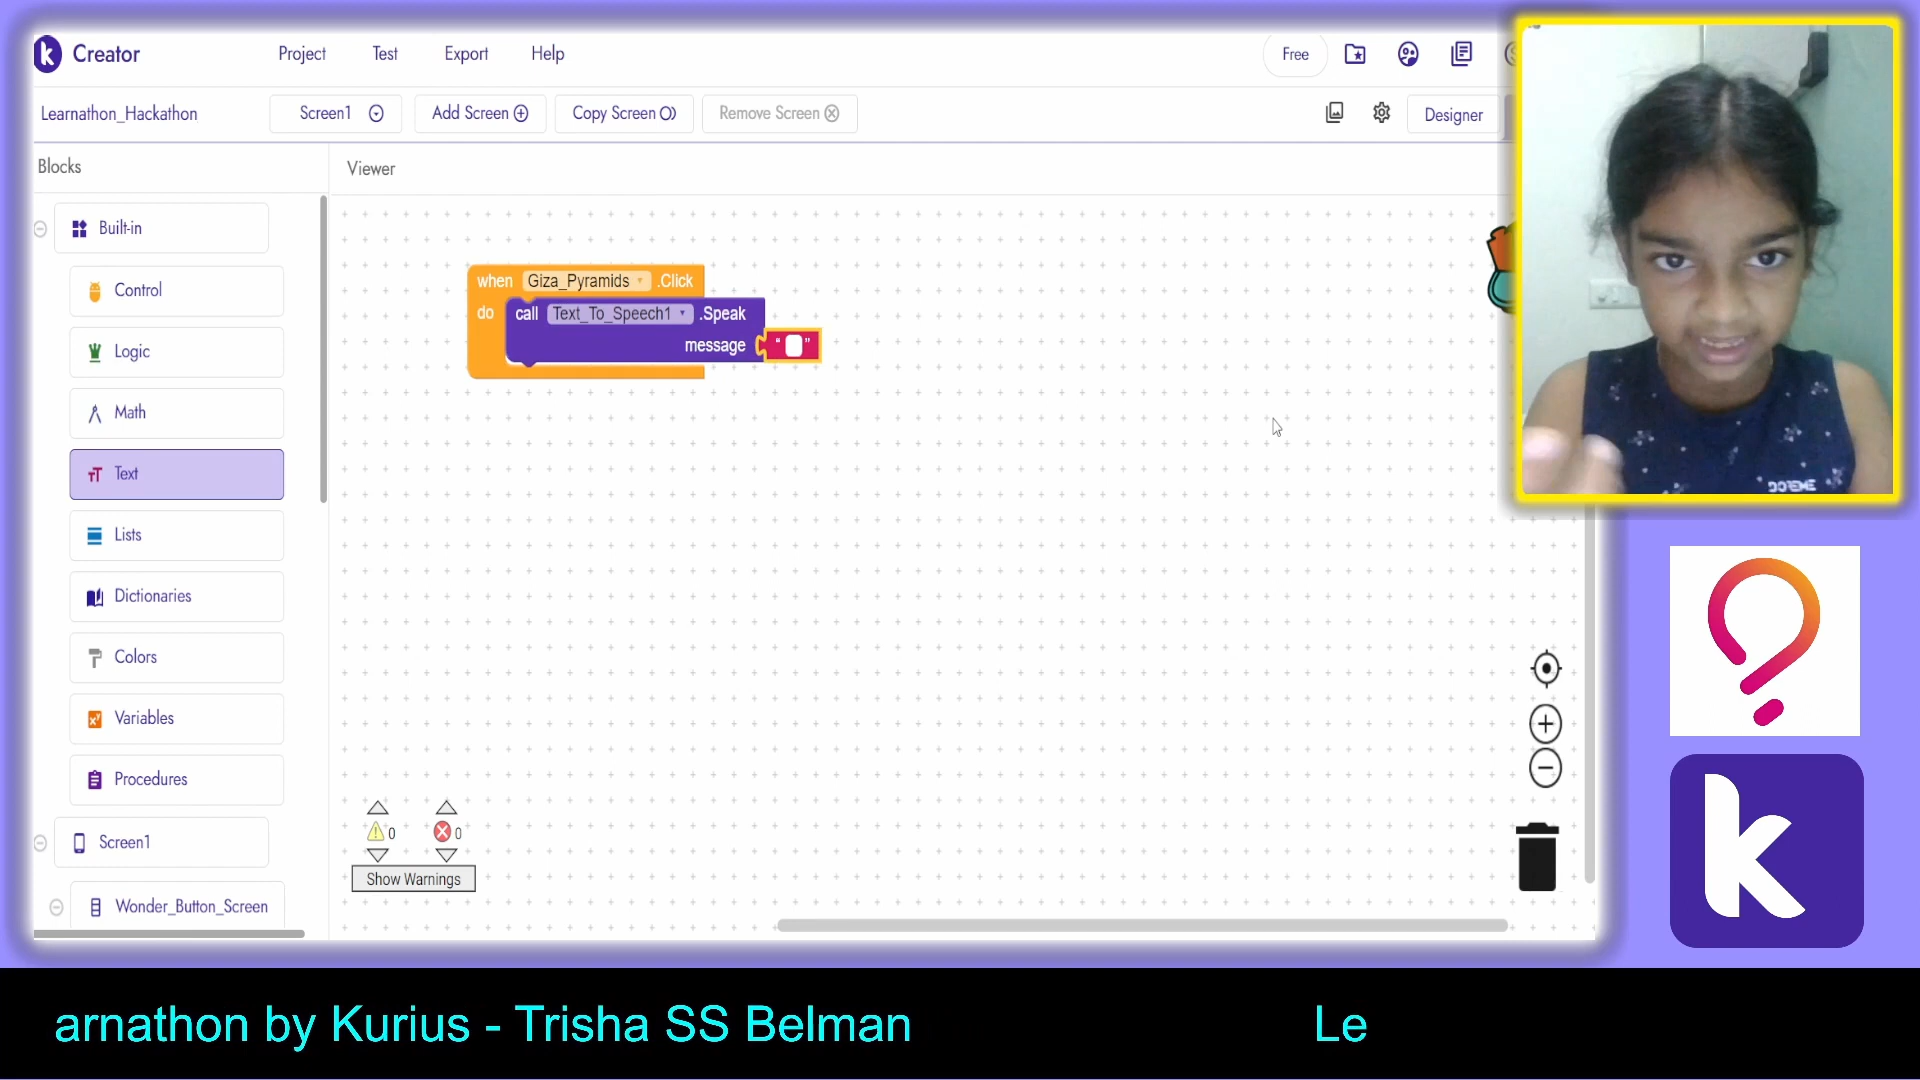 Creator
Project
Test
Export
Help
Free
Learnathon_Hackathon
Screen1
Add Screen
Copy Screen
Remove Screen
Designer
Blocks
Viewer
Built-in
Control
Logic
Math
Text
Lists
Dictionaries
Colors
Variables
Procedures
Screen1
Wonder_Button_Screen
when Giza_Pyramids .Click
do call Text_To_Speech1 .Speak
message " "
0
0
Show Warnings
arnathon by Kurius - Trisha SS Belman
Le